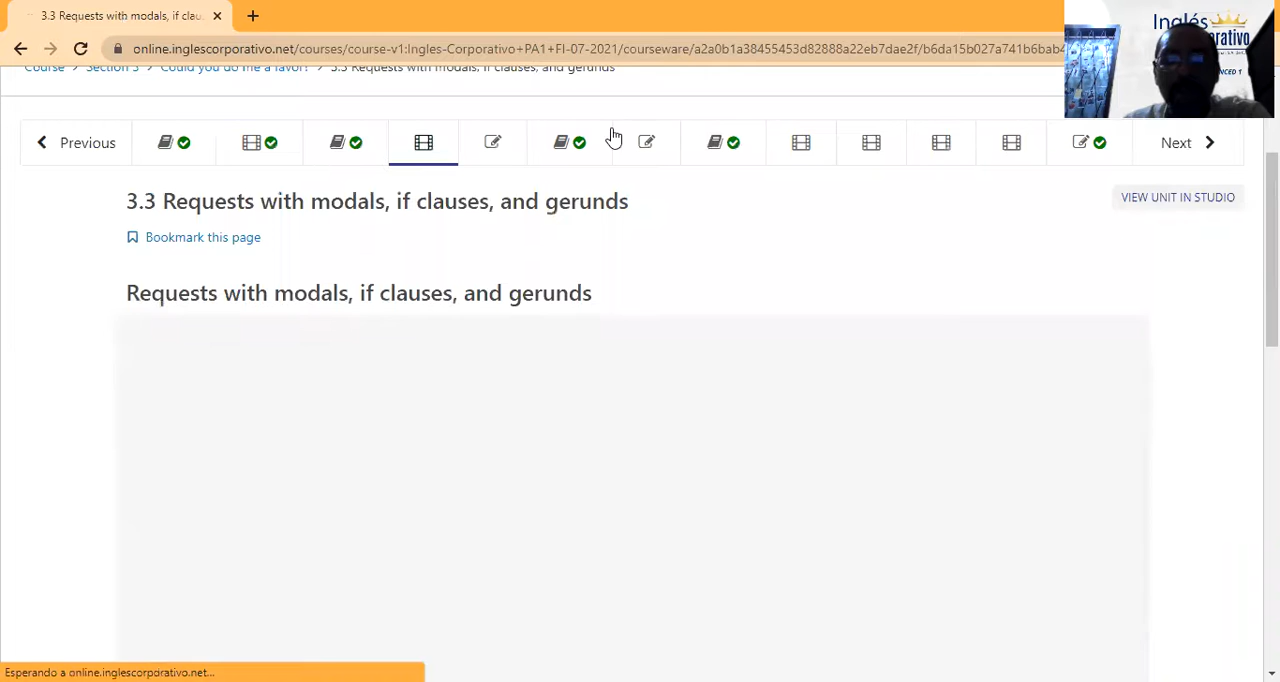 3.3 Requests with modals, if clau
online.inglescorporativo.net/courses/course-v1:Ingles-Corporativo+PA1+FI-07-2021/courseware/a2a0b1a38455453d82888a22eb7dae2f/b6da15b027a741b6bab4
Inglés
rativo
NCED 1
Course > Section 3 > Could you do me a favor? > 3.3 Requests with modals, if clauses, and gerunds
Previous
Next
3.3 Requests with modals, if clauses, and gerunds
VIEW UNIT IN STUDIO
Bookmark this page
Requests with modals, if clauses, and gerunds
Esperando a online.inglescorporativo.net...